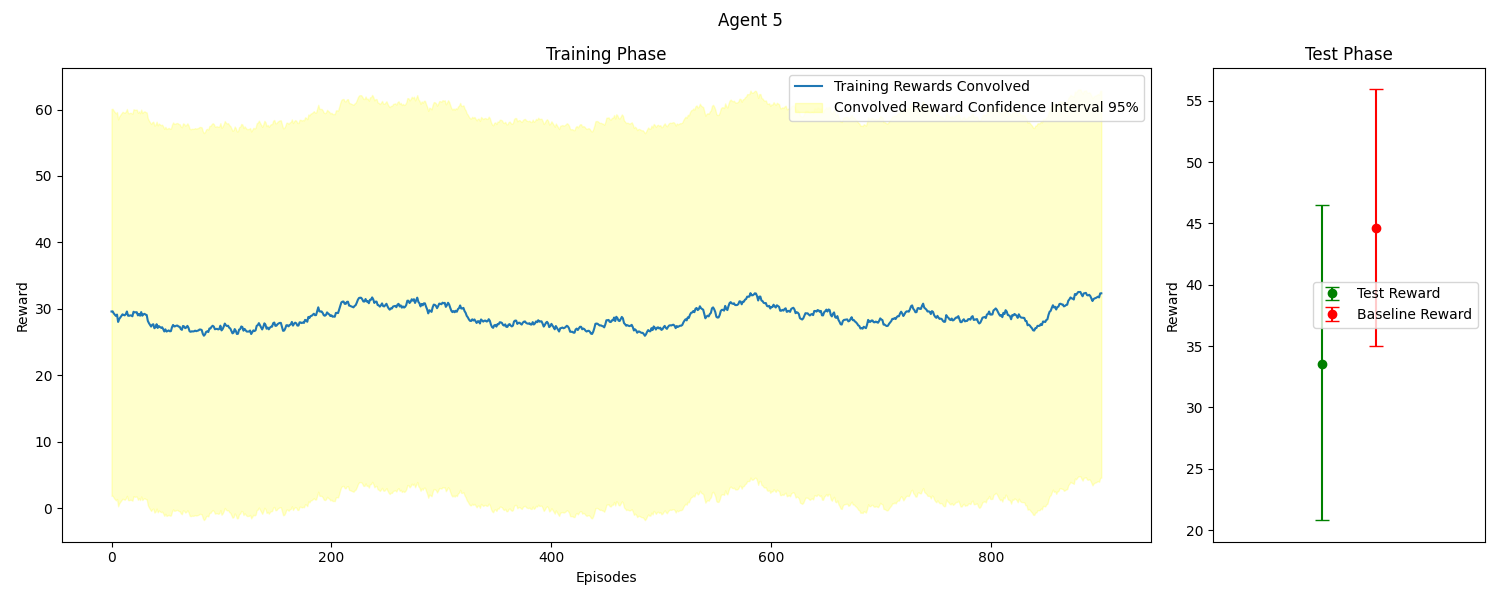 Agent 5
Training Phase
Training Rewards Convolved
Convolved Reward Confidence Interval 95%
Reward
60
50
40
30
20
10
0
0 200 400 600 800
Episodes
Test Phase
Reward
55
50
45
40
35
30
25
20
Test Reward
Baseline Reward